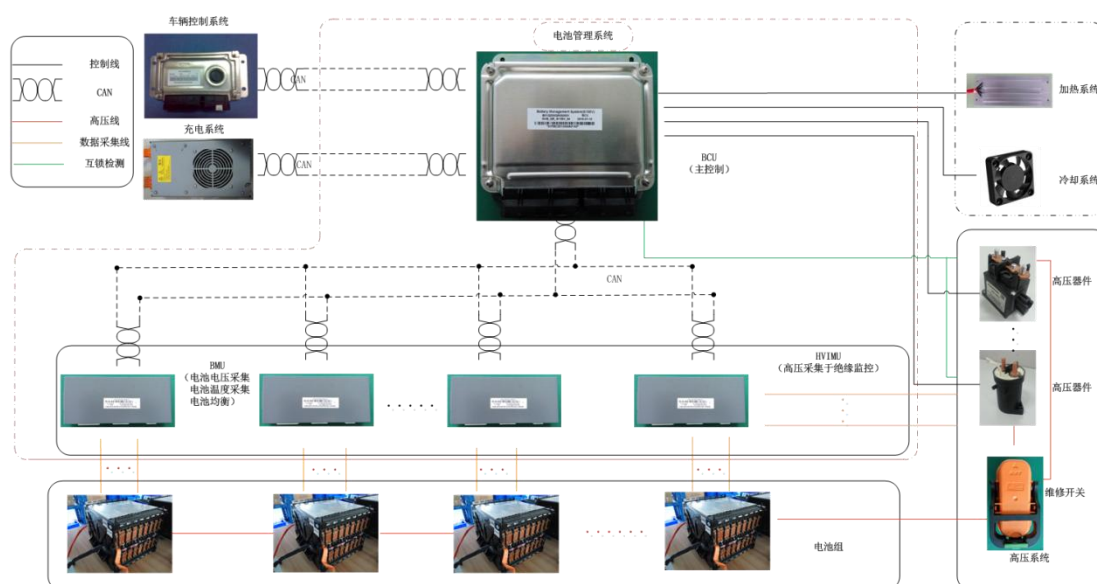 车辆控制系统
控制线
CAN
高压线
数据采集线
互锁检测
充电系统
CAN
CAN
电池管理系统
BCU
(主控制)
加热系统
冷却系统
CAN
BMU
(电池电压采集
电池温度采集
电池均衡)
HVIMU
(高压采集于绝缘监控)
高压器件
高压器件
维修开关
高压系统
电池组